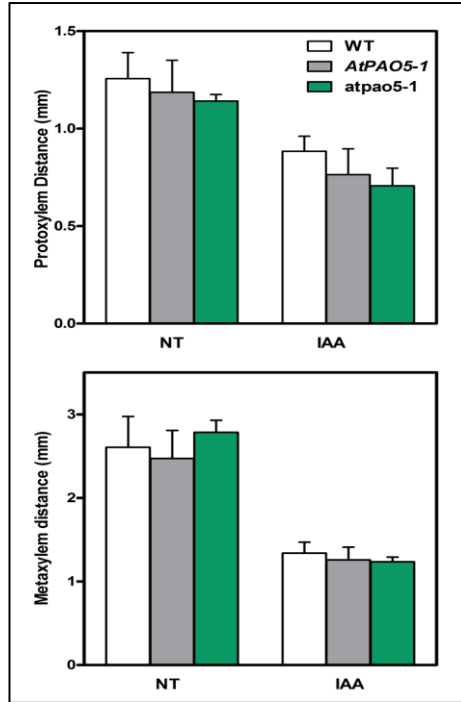 1.5
WT
AtPAO5-1
atpao5-1
1.0
0.5
0.0
Protoxylem Distance (mm)
NT IAA
3
2
1
0
Metaxylem distance (mm)
NT IAA